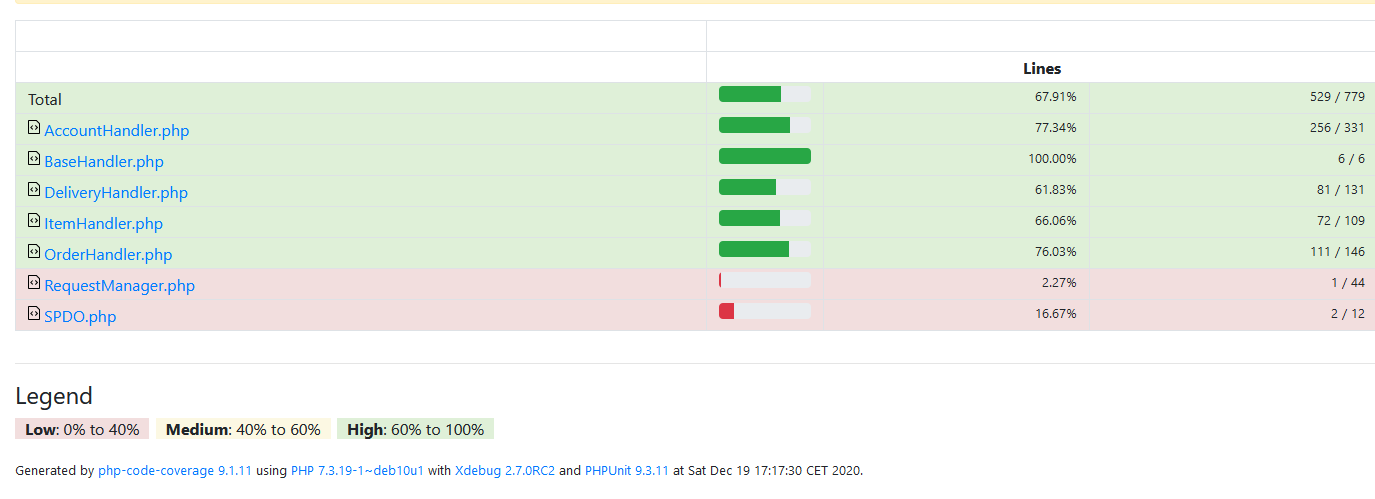 Lines
Total 67.91% 529 / 779
AccountHandler.php 77.34% 256 / 331
BaseHandler.php 100.00% 6 / 6
DeliveryHandler.php 61.83% 81 / 131
ItemHandler.php 66.06% 72 / 109
OrderHandler.php 76.03% 111 / 146
RequestManager.php 2.27% 1 / 44
SPDO.php 16.67% 2 / 12
Legend
Low: 0% to 40% Medium: 40% to 60% High: 60% to 100%
Generated by php-code-coverage 9.1.11 using PHP 7.3.19-1~deb10u1 with Xdebug 2.7.0RC2 and PHPUnit 9.3.11 at Sat Dec 19 17:17:30 CET 2020.